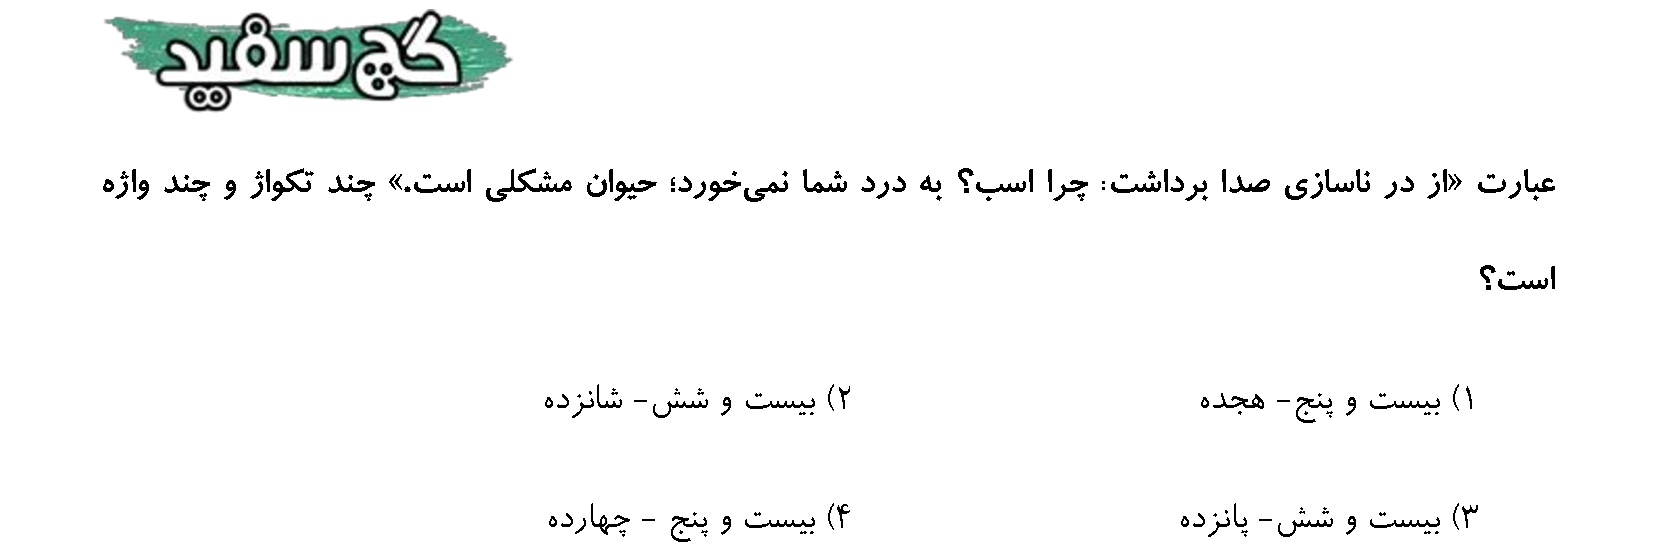 گچ سفید
عبارت «از در ناسازی صدا برداشت: چرا اسب؟ به درد شما نمی‌خورد؛ حیوان مشکلی است.» چند تکواژ و چند واژه
است؟
۱) بیست و پنج- هجده
۲) بیست و شش- شانزده
۳) بیست و شش- پانزده
۴) بیست و پنج - چهارده